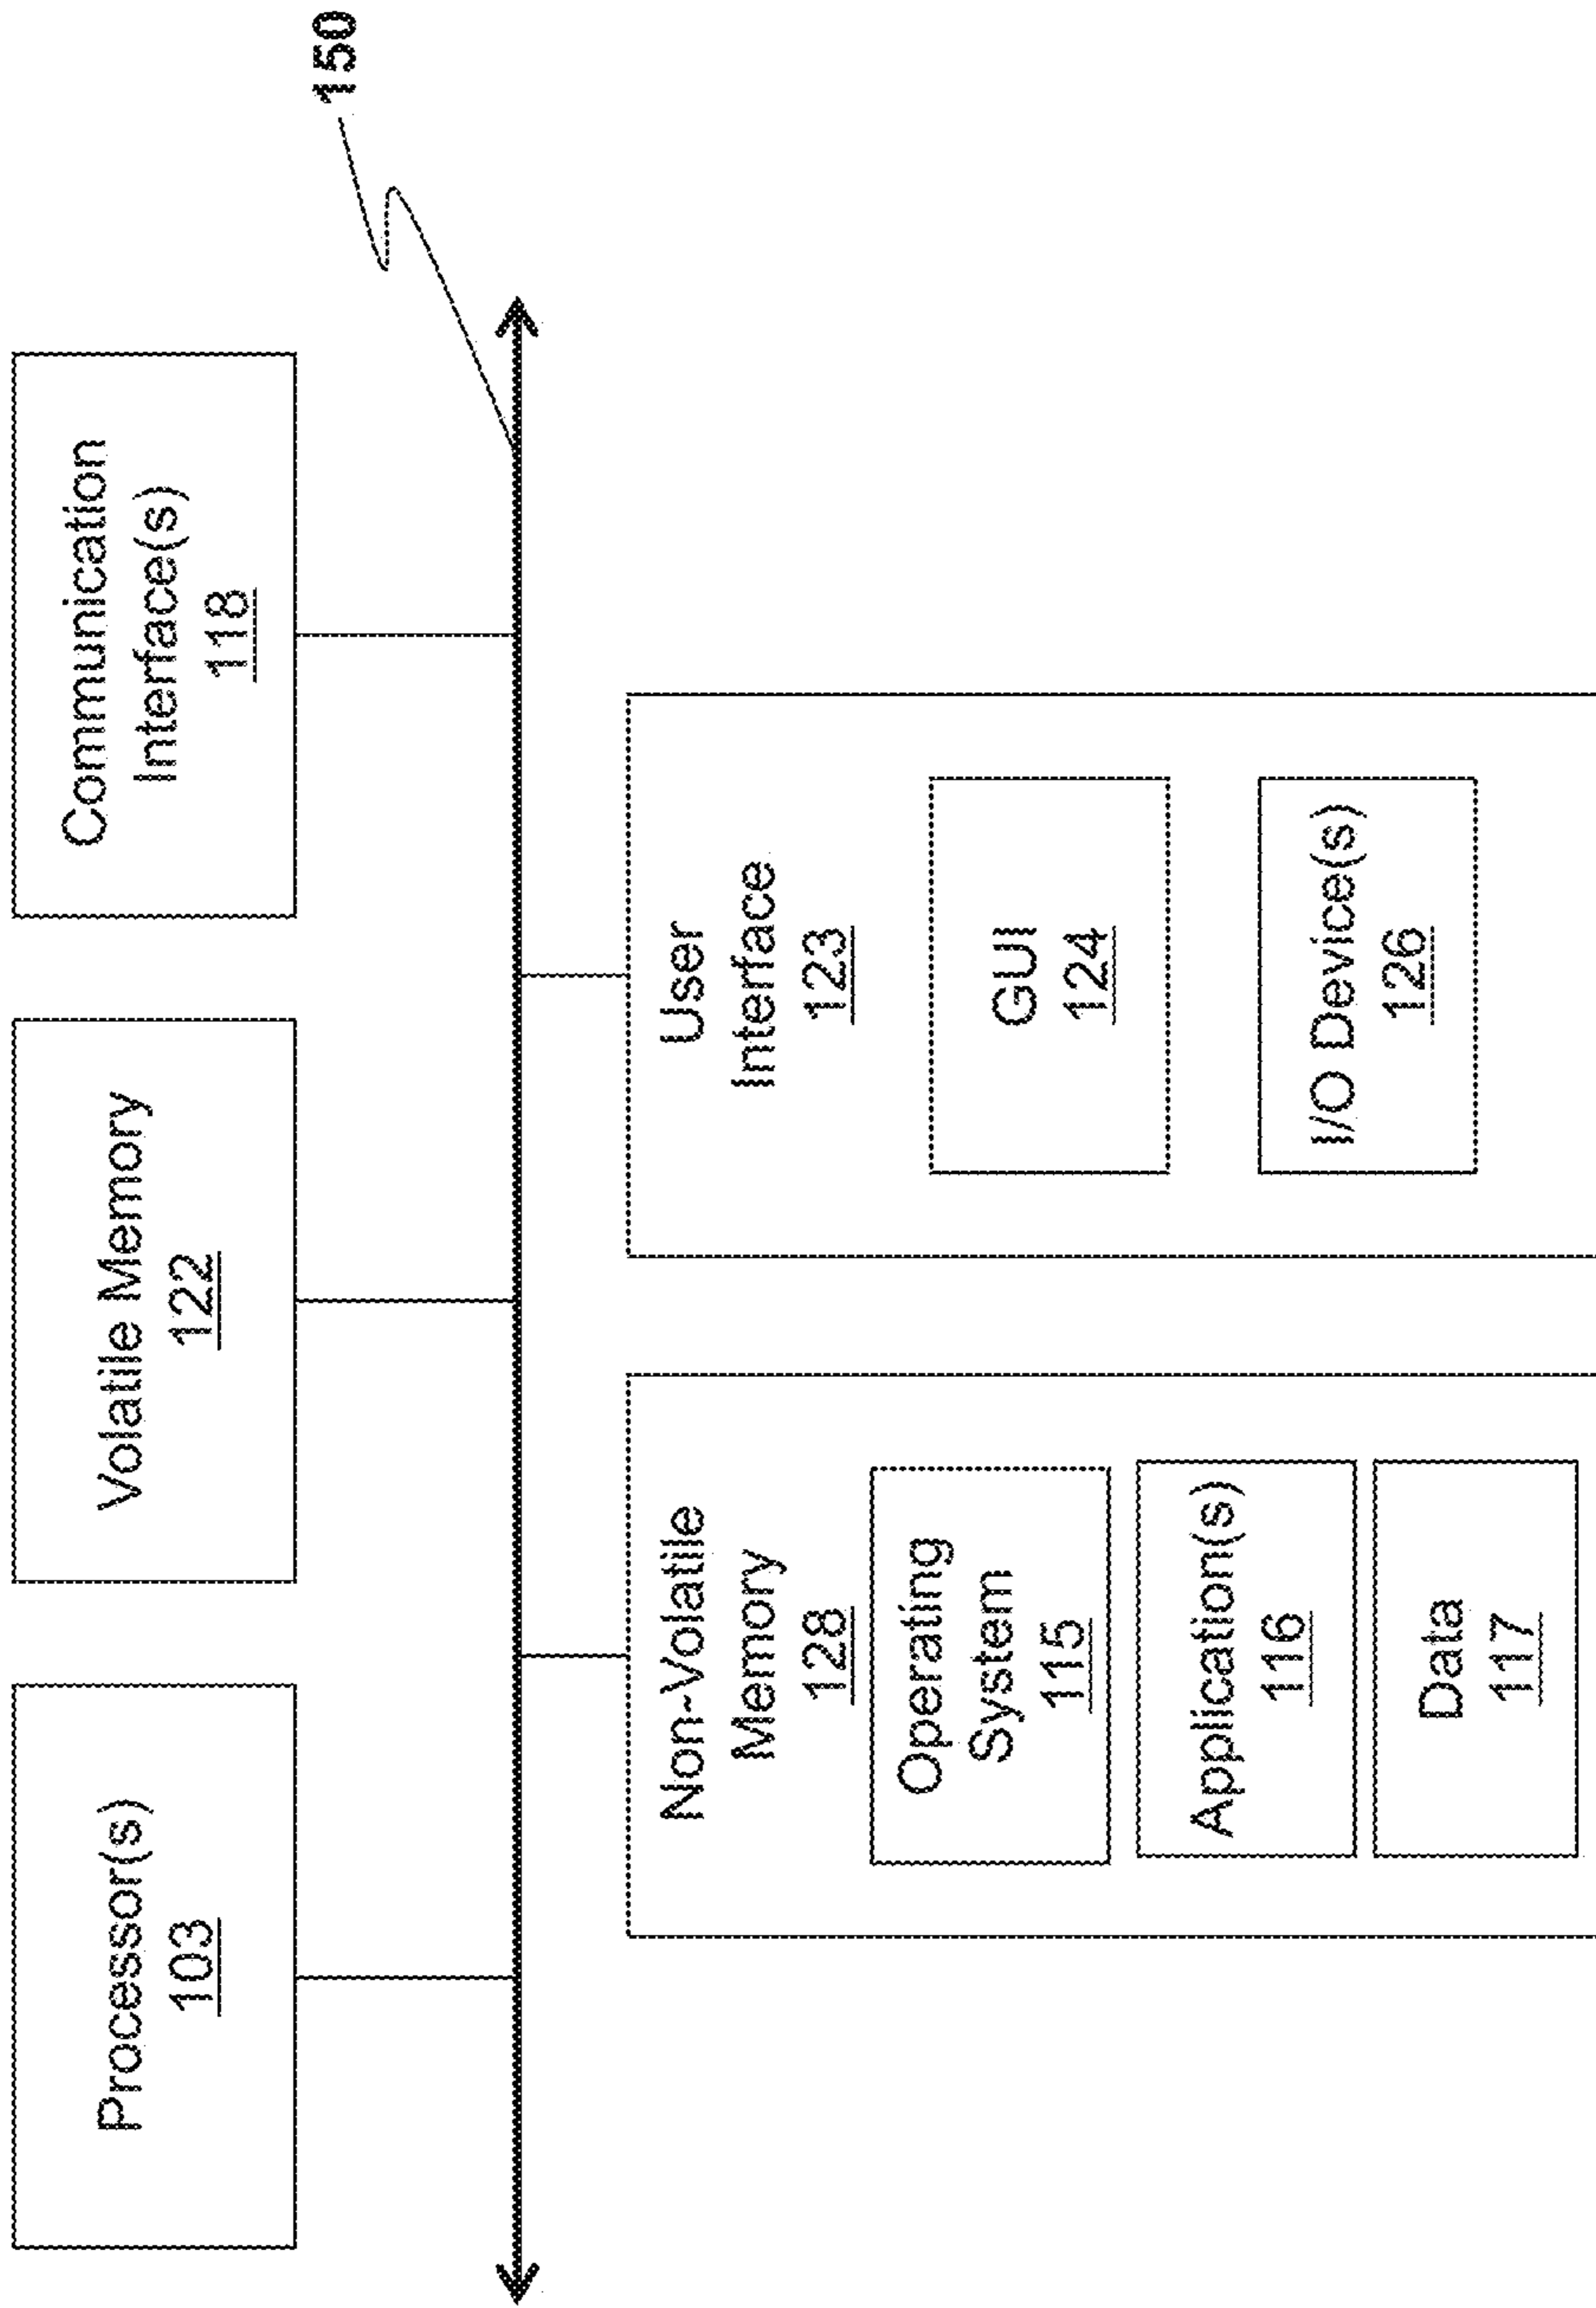 150
Processor(s)
103
Volatile Memory
122
Communication
Interface(s)
118
Non-Volatile
Memory
128
Operating
System
115
Application(s)
116
Data
117
User
Interface
123
GUI
124
I/O Device(s)
126